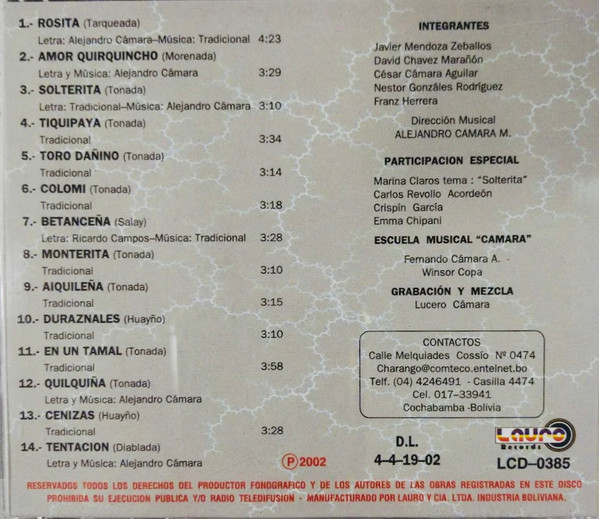 1.- ROSITA (Tarqueada)
Letra: Alejandro Cámara–Música: Tradicional 4:23
2.- AMOR QUIRQUINCHO (Morenada)
Letra y Música: Alejandro Cámara 3:29
3.- SOLTERITA (Tonada)
Letra: Tradicional–Música: Alejandro Cámara 3:10
4.- TIQUIPAYA (Tonada)
Tradicional 3:34
5.- TORO DAÑINO (Tonada)
Tradicional 3:14
6.- COLOMI (Tonada)
Tradicional 3:18
7.- BETANCEÑA (Salay)
Letra: Ricardo Campos–Música: Tradicional 3:28
8.- MONTERITA (Tonada)
Tradicional 3:10
9.- AIQUILEÑA (Tonada)
Tradicional 3:15
10.- DURAZNALES (Huayño)
Tradicional 3:10
11.- EN UN TAMAL (Tonada)
Tradicional 3:58
12.- QUILQUIÑA (Tonada)
Letra y Música: Alejandro Cámara
13.- CENIZAS (Huayño)
Tradicional 3:28
14.- TENTACION (Diablada)
Letra y Música: Alejandro Cámara
INTEGRANTES
Javier Mendoza Zeballos
David Chavez Marañón
César Cámara Aguilar
Nestor Gonzáles Rodríguez
Franz Herrera
Dirección Musical
ALEJANDRO CAMARA M.
PARTICIPACION ESPECIAL
Marina Claros tema : "Solterita"
Carlos Revollo Acordeón
Crispín García
Emma Chipani
ESCUELA MUSICAL "CAMARA"
Fernando Cámara A. -
Winsor Copa
GRABACIÓN Y MEZCLA
Lucero Cámara
CONTACTOS
Calle Melquiades Cossío Nº 0474
Charango@comteco.entelnet.bo
Telf. (04) 4246491 - Casilla 4474
Cel. 017–33941
Cochabamba -Bolivia
℗2002
D.L.
4–4–19–02
LAURO
Records
LCD–0385
RESERVADOS TODOS LOS DERECHOS DEL PRODUCTOR FONOGRAFICO Y DE LOS AUTORES DE LAS OBRAS REGISTRADAS EN ESTE DISCO
PROHIBIDA SU EJECUCION PUBLICA Y/O RADIO TELEDIFUSION - MANUFACTURADO POR LAURO Y CIA. LTDA. INDUSTRIA BOLIVIANA.